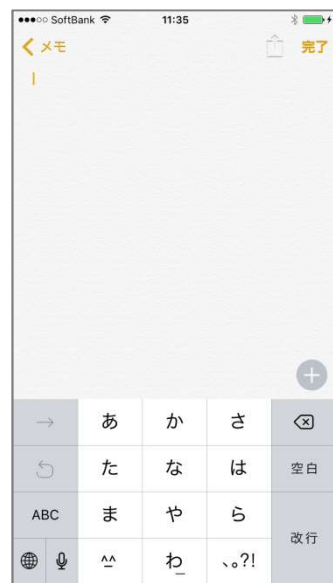 SoftBank 11:35
メモ 完了
あ か さ
た な は 空白
ABC ま や ら 改行
^^ わ_ 、。?!